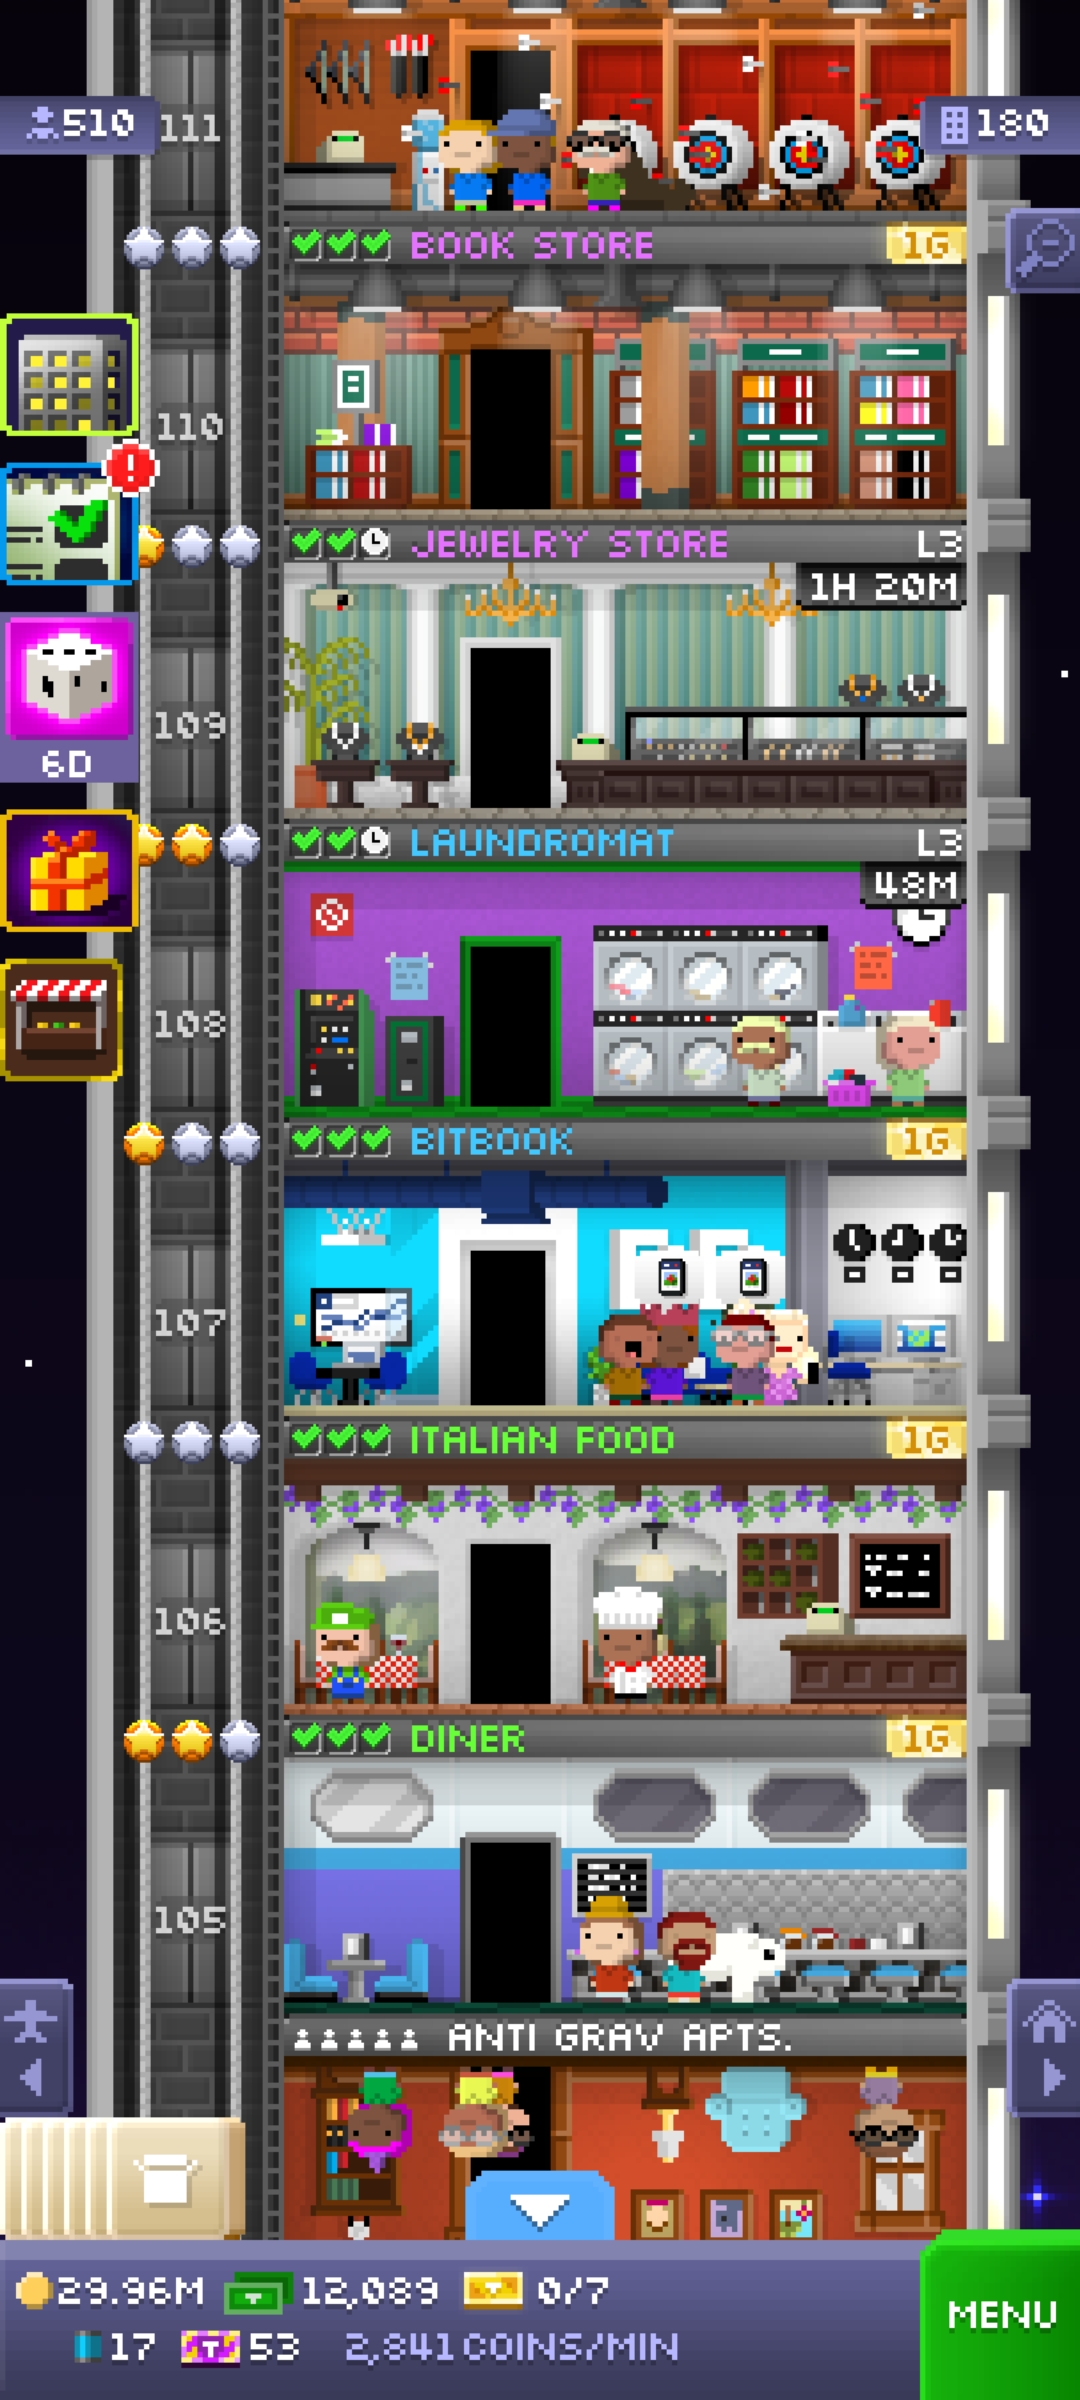 111
510
180
BOOK STORE
1G
110
JEWELRY STORE
L3
1H 20M
6D
109
LAUNDROMAT
L3
48M
108
BITBOOK
1G
107
ITALIAN FOOD
1G
106
DINER
1G
105
ANTI GRAV APTS.
29.96M 12,089 0/7
17 53 2,841 COINS/MIN
MENU